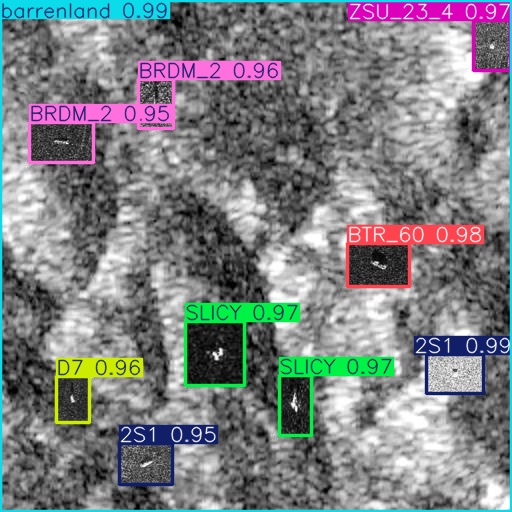 barrenland 0.99
ZSU_23_4 0.97
BRDM_2 0.96
BRDM_2 0.95
BTR_60 0.98
SLICY 0.97
2S1 0.99
D7 0.96
SLICY 0.97
2S1 0.95